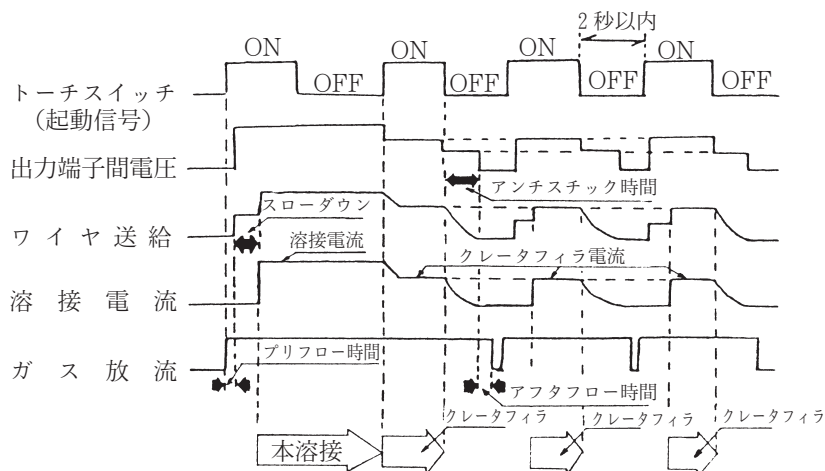 2秒以内
ON ON ON ON
OFF OFF OFF OFF
トーチスイッチ
(起動信号)
出力端子間電圧
アンチスチック時間
スローダウン
ワイヤ送給
溶接電流
クレータフィラ電流
溶接電流
プリフロー時間
ガス放流
アフタフロー時間
クレータフィラ クレータフィラ クレータフィラ
本溶接